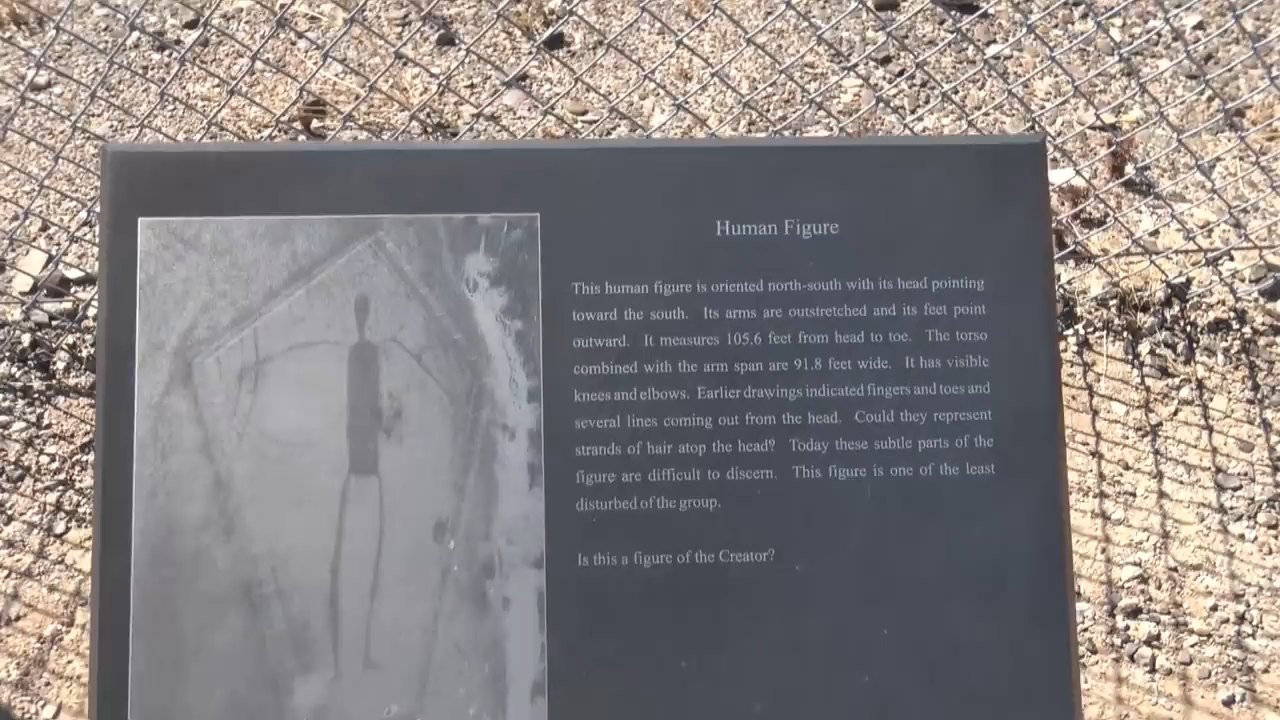 Human Figure
This human figure is oriented north-south with its head pointing
toward the south. Its arms are outstretched and its feet point
outward. It measures 105.6 feet from head to toe. The torso
combined with the arm span are 91.8 feet wide. It has visible
knees and elbows. Earlier drawings indicated fingers and toes and
several lines coming out from the head. Could they represent
strands of hair atop the head? Today these subtle parts of the
figure are difficult to discern. This figure is one of the least
disturbed of the group.
Is this a figure of the Creator?